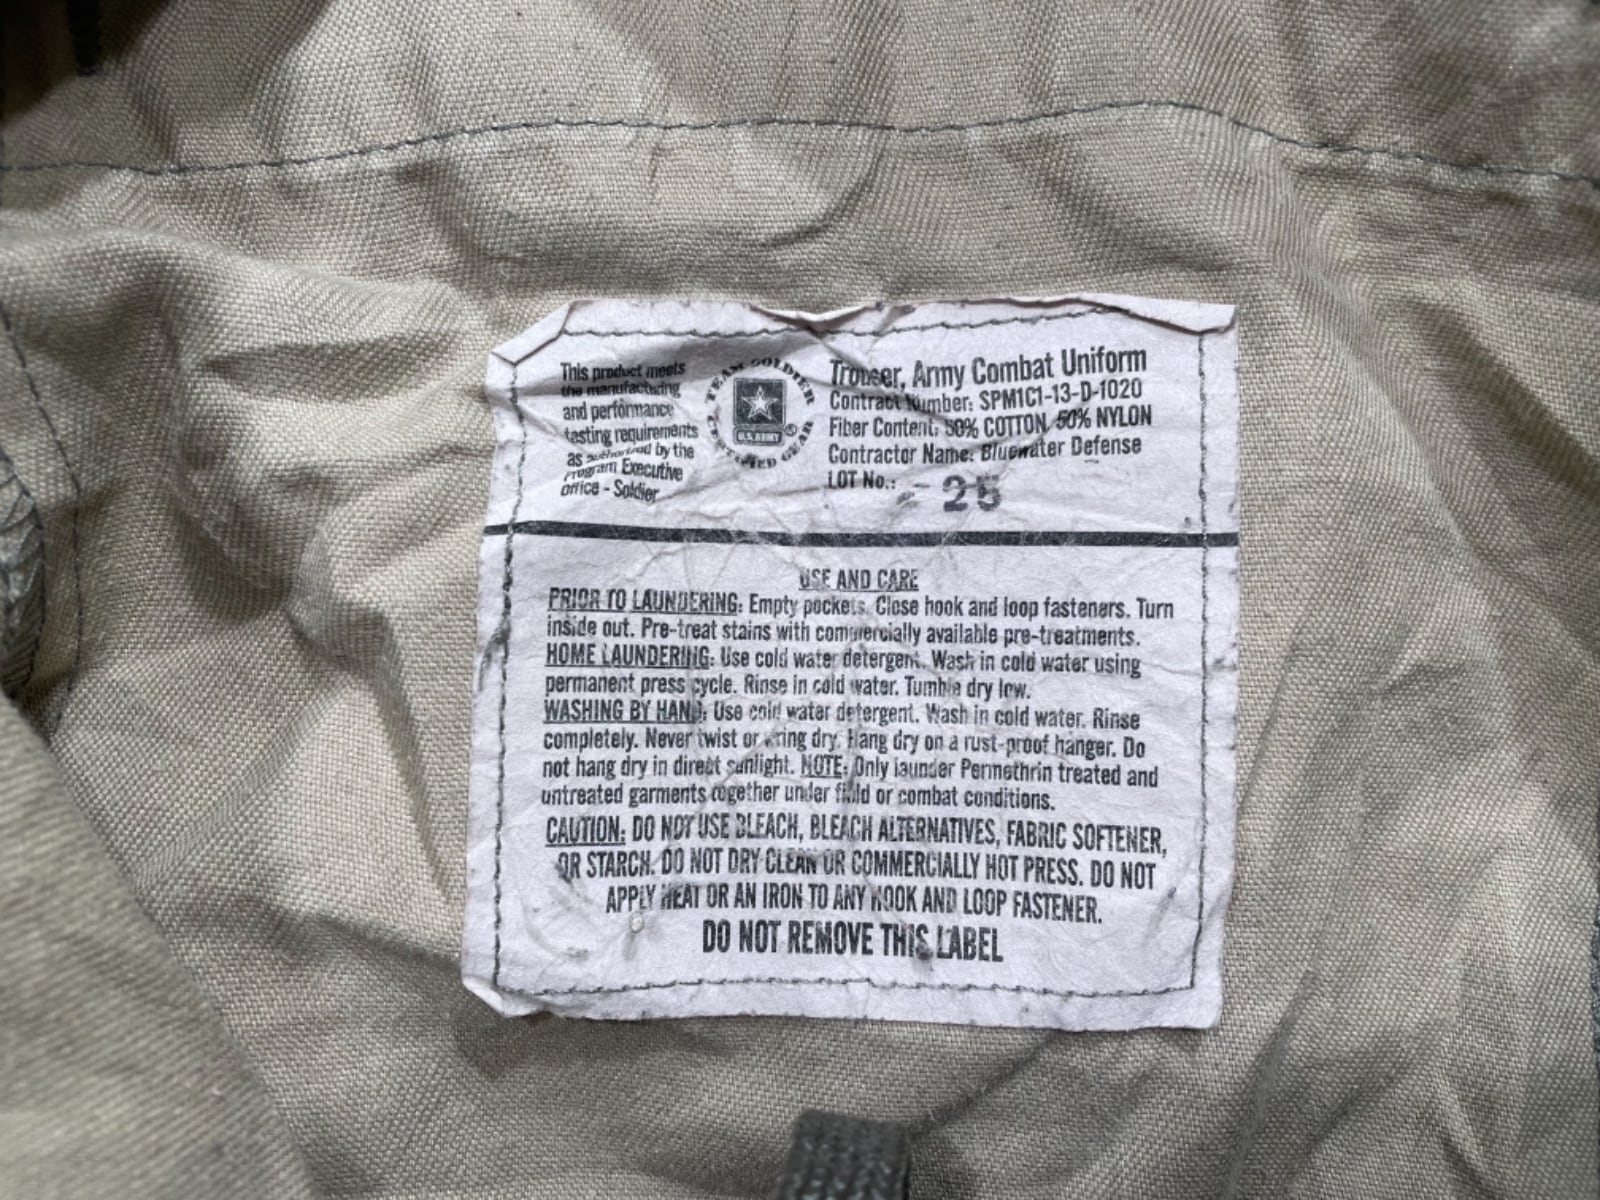 This product meets
the manufacturing
and performance
testing requirements
as authorized by the
Program Executive
office - Soldier
TEAM SOLDIER
CERTIFIED GEAR
U.S. ARMY
®
Trouser, Army Combat Uniform
Contract Number: SPM1C1-13-D-1020
Fiber Content: 50% COTTON, 50% NYLON
Contractor Name: Bluewater Defense
LOT No.: 25
USE AND CARE
PRIOR TO LAUNDERING: Empty pockets. Close hook and loop fasteners. Turn
inside out. Pre-treat stains with commercially available pre-treatments.
HOME LAUNDERING: Use cold water detergent. Wash in cold water using
permanent press cycle. Rinse in cold water. Tumble dry low.
WASHING BY HAND: Use cold water detergent. Wash in cold water. Rinse
completely. Never twist or wring dry. Hang dry on a rust-proof hanger. Do
not hang dry in direct sunlight. NOTE: Only launder Permethrin treated and
untreated garments together under field or combat conditions.
CAUTION: DO NOT USE BLEACH, BLEACH ALTERNATIVES, FABRIC SOFTENER,
OR STARCH. DO NOT DRY CLEAN OR COMMERCIALLY HOT PRESS. DO NOT
APPLY HEAT OR AN IRON TO ANY HOOK AND LOOP FASTENER.
DO NOT REMOVE THIS LABEL